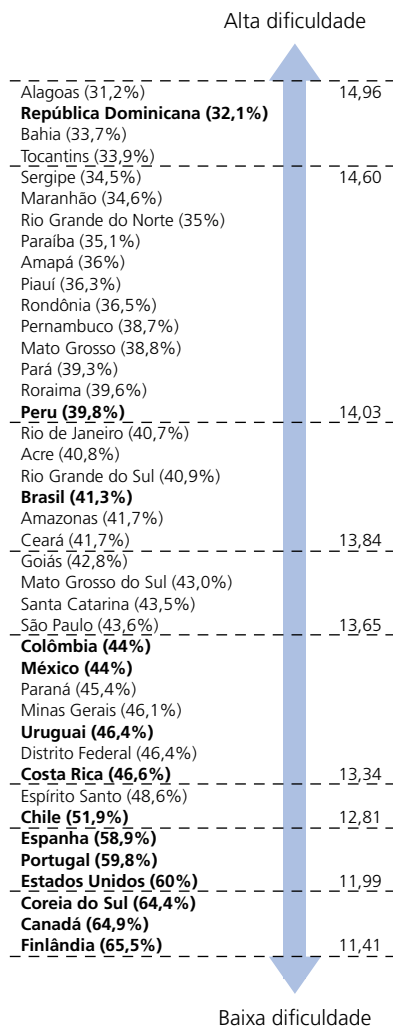 Alta dificuldade
Alagoas (31,2%) 14,96
República Dominicana (32,1%)
Bahia (33,7%)
Tocantins (33,9%)
Sergipe (34,5%) 14,60
Maranhão (34,6%)
Rio Grande do Norte (35%)
Paraíba (35,1%)
Amapá (36%)
Piauí (36,3%)
Rondônia (36,5%)
Pernambuco (38,7%)
Mato Grosso (38,8%)
Pará (39,3%)
Roraima (39,6%)
Peru (39,8%) 14,03
Rio de Janeiro (40,7%)
Acre (40,8%)
Rio Grande do Sul (40,9%)
Brasil (41,3%)
Amazonas (41,7%)
Ceará (41,7%) 13,84
Goiás (42,8%)
Mato Grosso do Sul (43,0%)
Santa Catarina (43,5%)
São Paulo (43,6%) 13,65
Colômbia (44%)
México (44%)
Paraná (45,4%)
Minas Gerais (46,1%)
Uruguai (46,4%)
Distrito Federal (46,4%)
Costa Rica (46,6%) 13,34
Espírito Santo (48,6%)
Chile (51,9%) 12,81
Espanha (58,9%)
Portugal (59,8%)
Estados Unidos (60%) 11,99
Coreia do Sul (64,4%)
Canadá (64,9%)
Finlândia (65,5%) 11,41
Baixa dificuldade